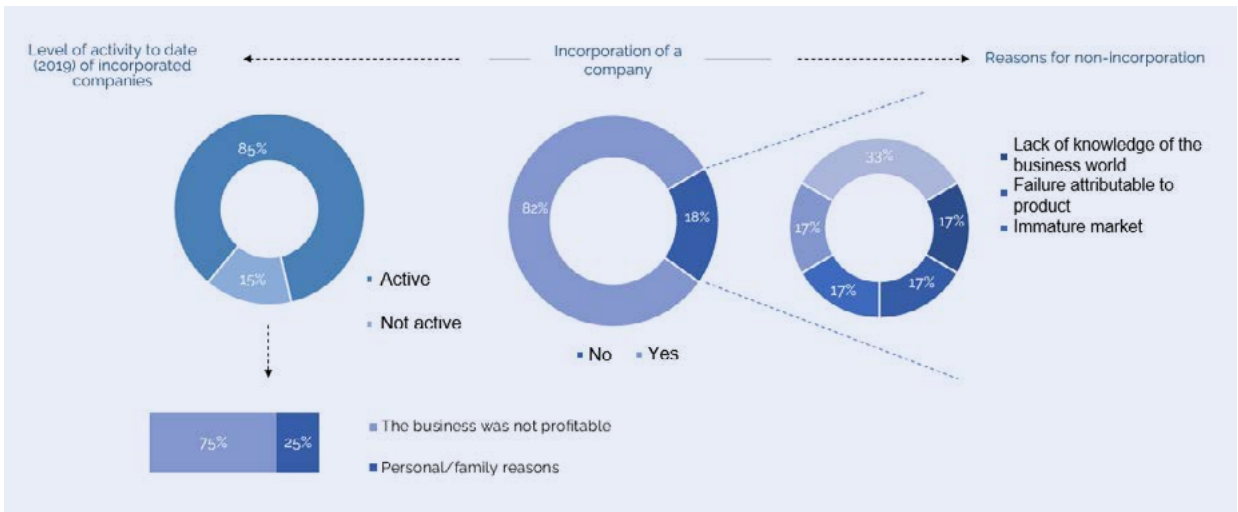 Level of activity to date
(2019) of incorporated
companies
Incorporation of a
company
Reasons for non-incorporation
85%
15%
Active
Not active
82%
18%
No
Yes
33%
17%
17%
17%
17%
Lack of knowledge of the
business world
Failure attributable to
product
Immature market
75%
25%
The business was not profitable
Personal/family reasons